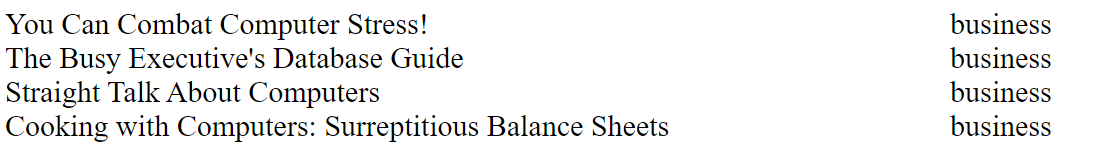 You Can Combat Computer Stress! business
The Busy Executive's Database Guide business
Straight Talk About Computers business
Cooking with Computers: Surreptitious Balance Sheets business